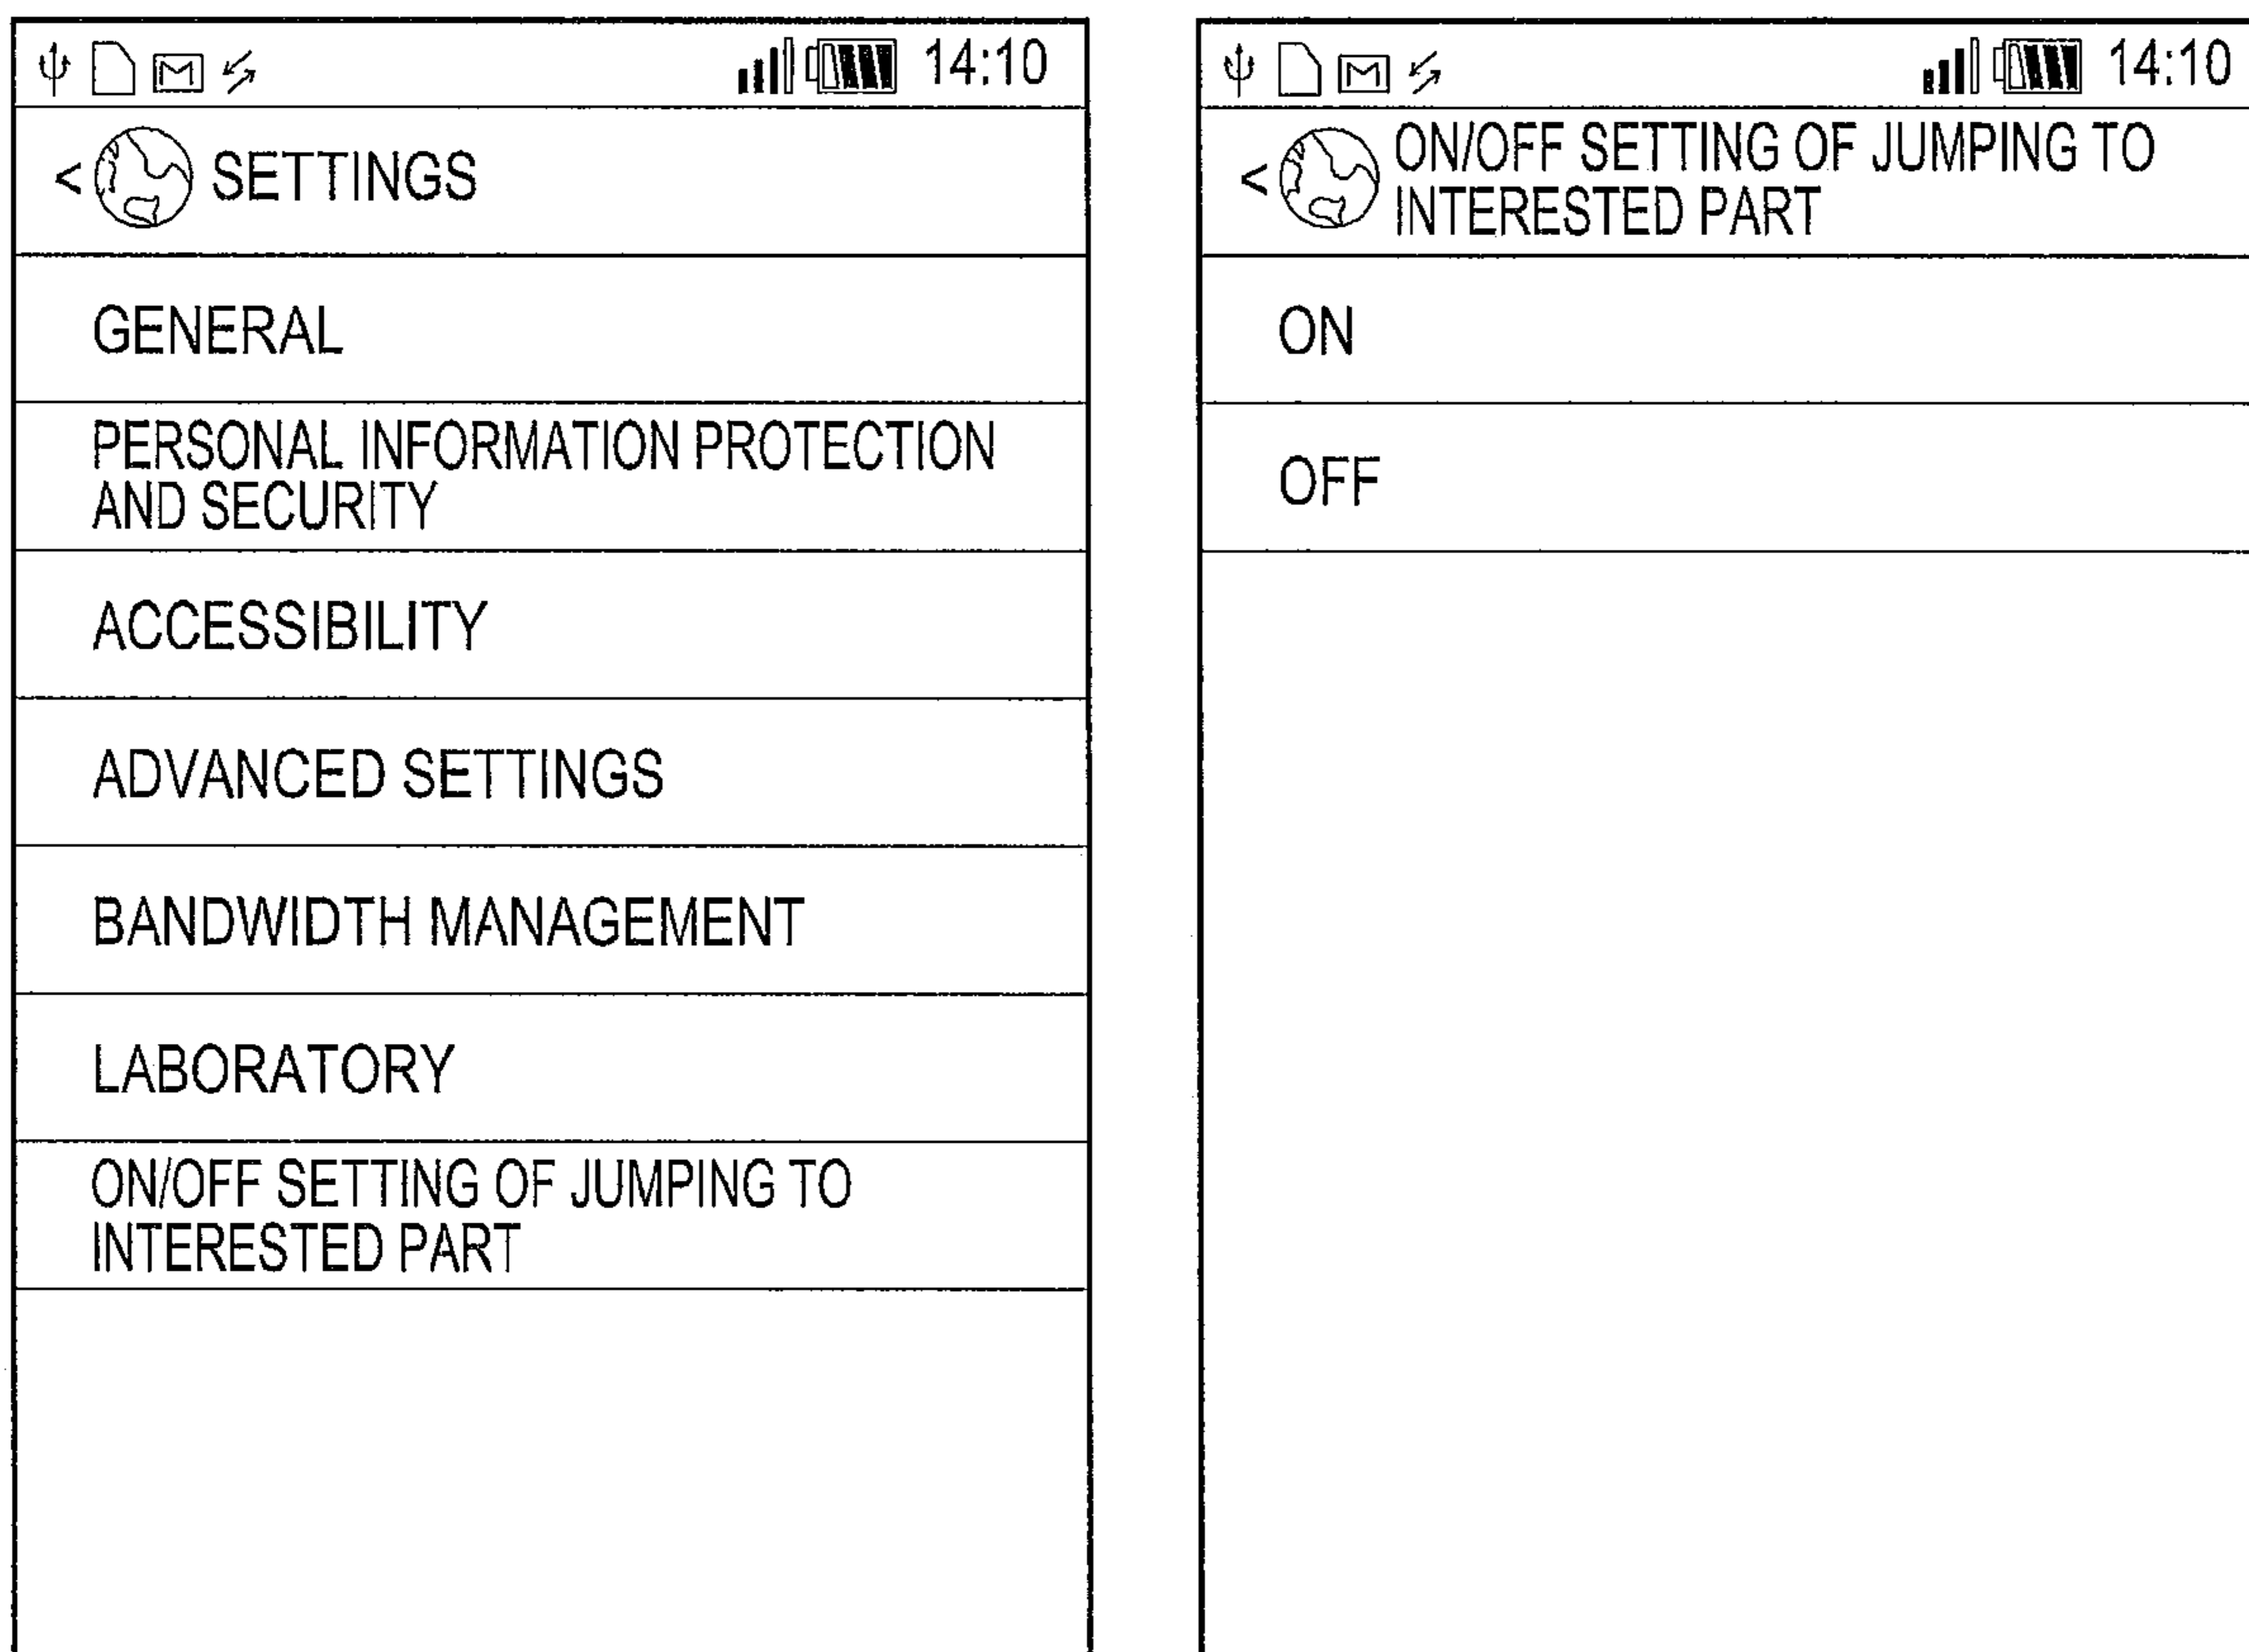 14:10
< SETTINGS
GENERAL
PERSONAL INFORMATION PROTECTION
AND SECURITY
ACCESSIBILITY
ADVANCED SETTINGS
BANDWIDTH MANAGEMENT
LABORATORY
ON/OFF SETTING OF JUMPING TO
INTERESTED PART
14:10
< ON/OFF SETTING OF JUMPING TO
INTERESTED PART
ON
OFF